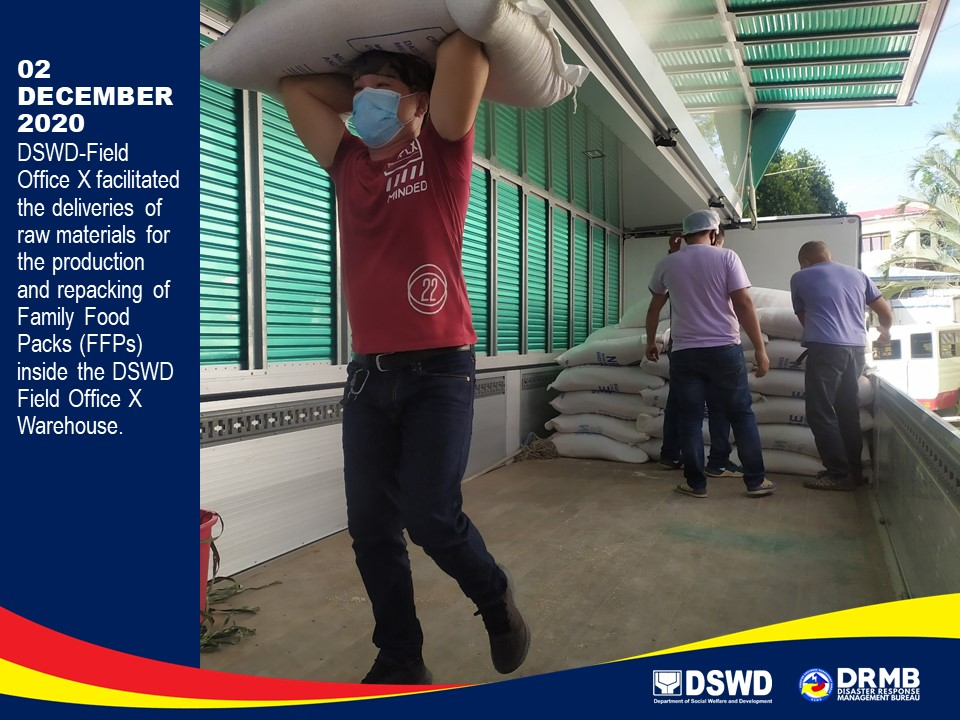 02
DECEMBER
2020
DSWD-Field
Office X facilitated
the deliveries of
raw materials for
the production
and repacking of
Family Food
Packs (FFPs)
inside the DSWD
Field Office X
Warehouse.
MINDED
22
DSWD
Department of Social Welfare and Development
DRMB
DISASTER RESPONSE
MANAGEMENT BUREAU